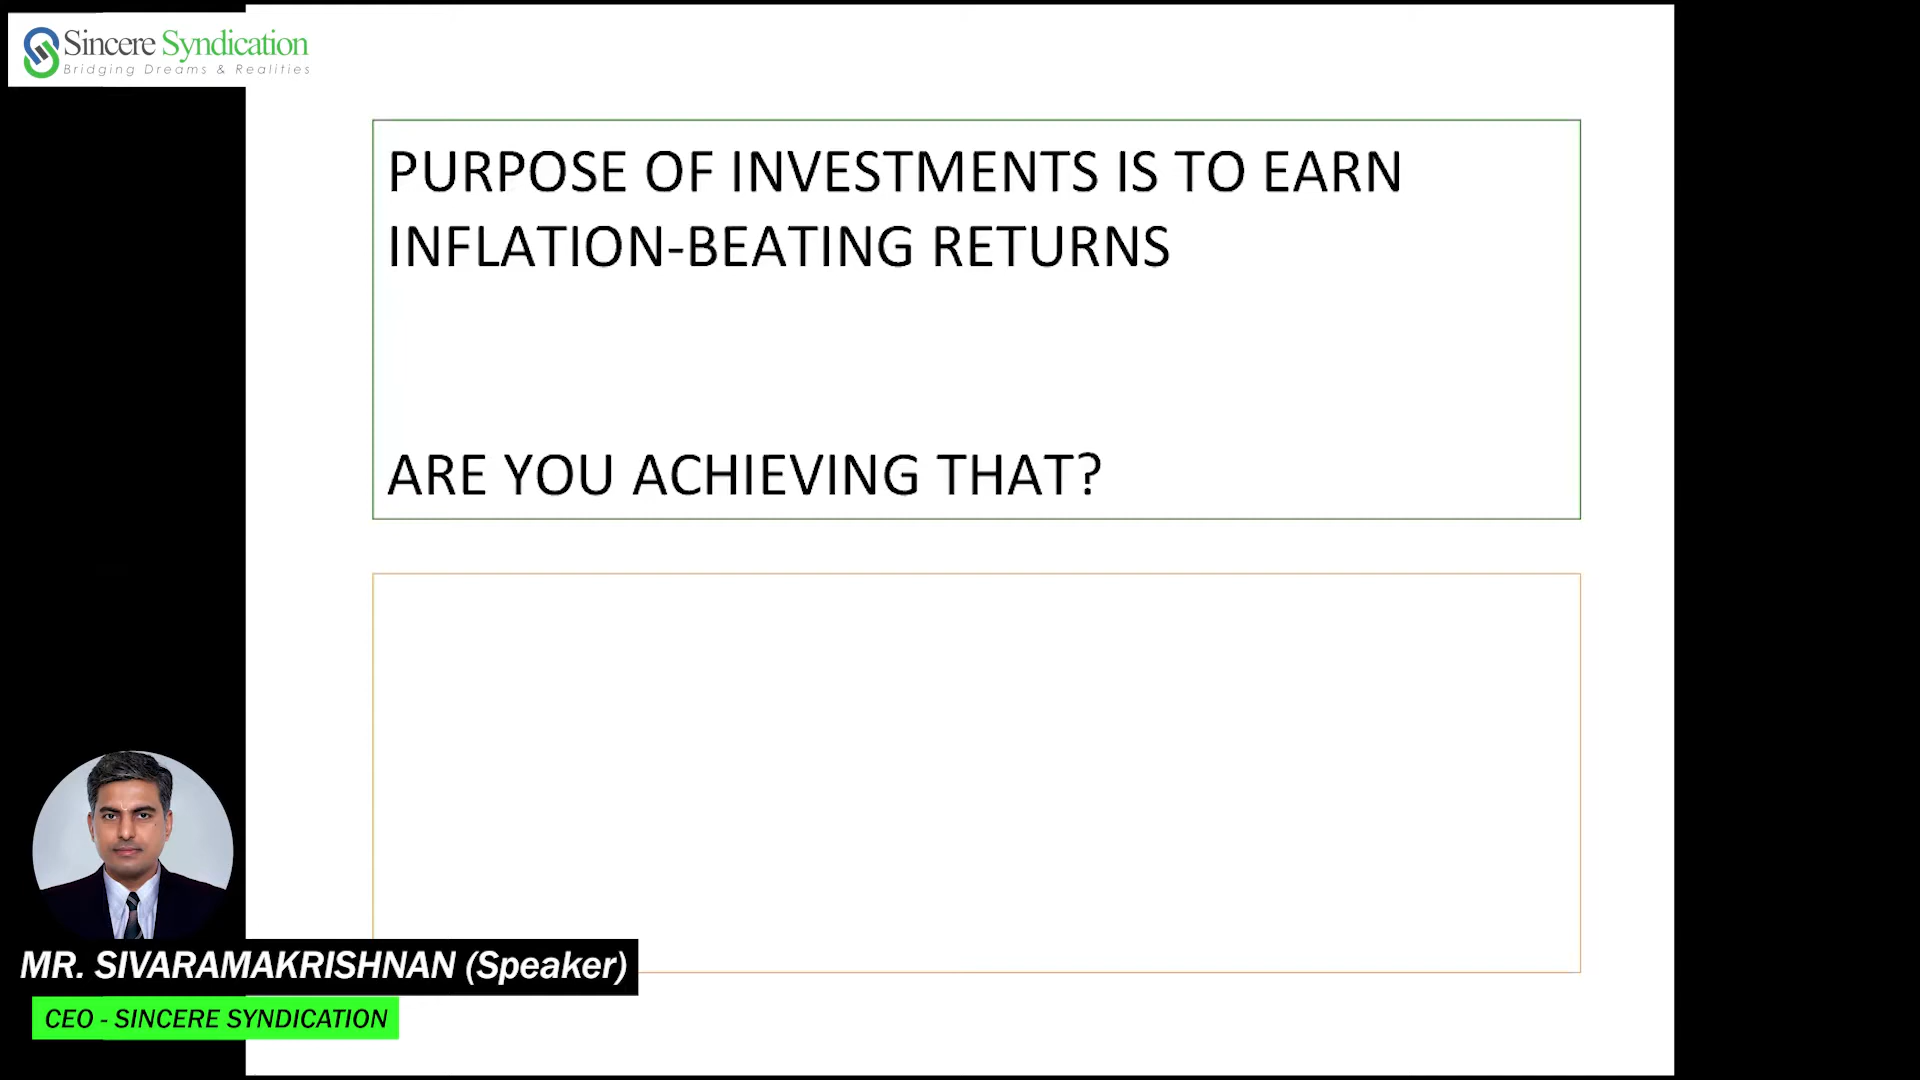 Sincere Syndication
Bridging Dreams & Realities
PURPOSE OF INVESTMENTS IS TO EARN
INFLATION-BEATING RETURNS
ARE YOU ACHIEVING THAT?
MR. SIVARAMAKRISHNAN (Speaker)
CEO - SINCERE SYNDICATION